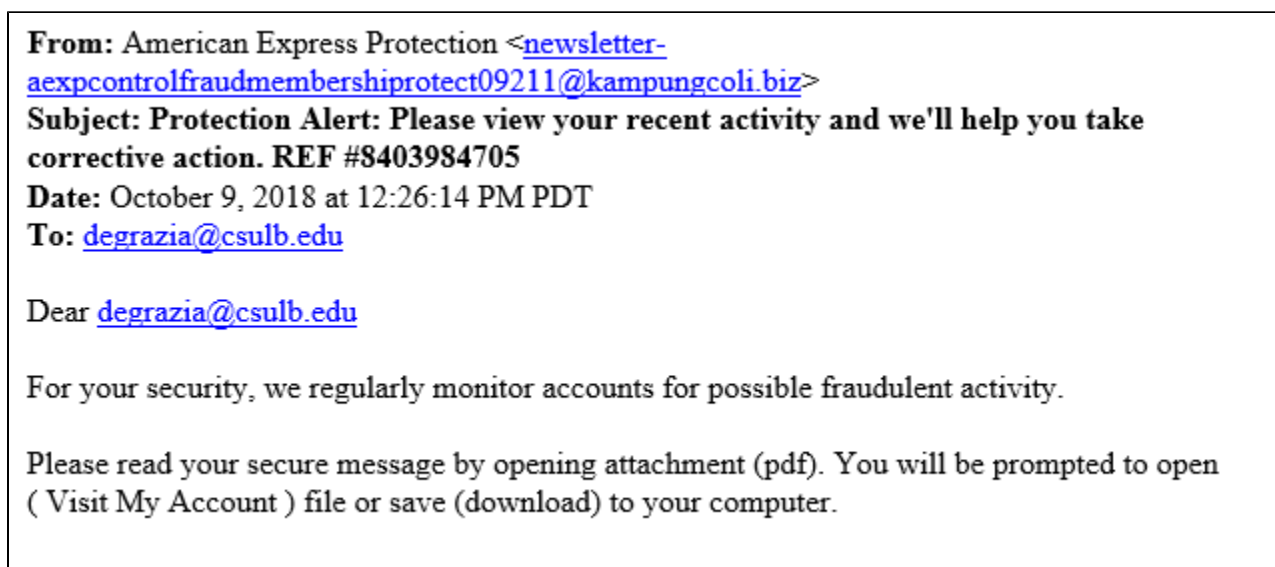 From: American Express Protection <newsletter-
aexpcontrolfraudmembershiprotect09211@kampungcoli.biz>
Subject: Protection Alert: Please view your recent activity and we'll help you take
corrective action. REF #8403984705
Date: October 9, 2018 at 12:26:14 PM PDT
To: degrazia@csulb.edu
Dear degrazia@csulb.edu
For your security, we regularly monitor accounts for possible fraudulent activity.
Please read your secure message by opening attachment (pdf). You will be prompted to open
( Visit My Account ) file or save (download) to your computer.